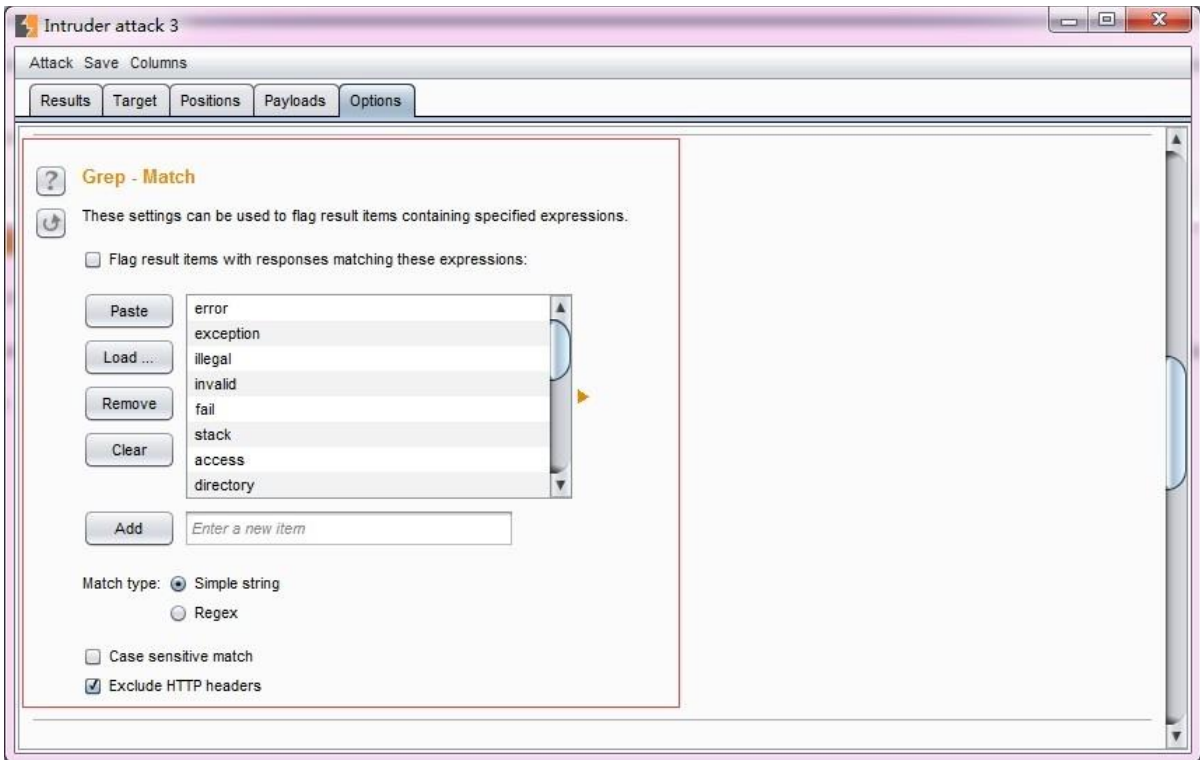 Intruder attack 3
Attack Save Columns
Results Target Positions Payloads Options
? Grep - Match
These settings can be used to flag result items containing specified expressions.
Flag result items with responses matching these expressions:
Paste
Load ...
Remove
Clear
error
exception
illegal
invalid
fail
stack
access
directory
Add Enter a new item
Match type: Simple string
Regex
Case sensitive match
Exclude HTTP headers